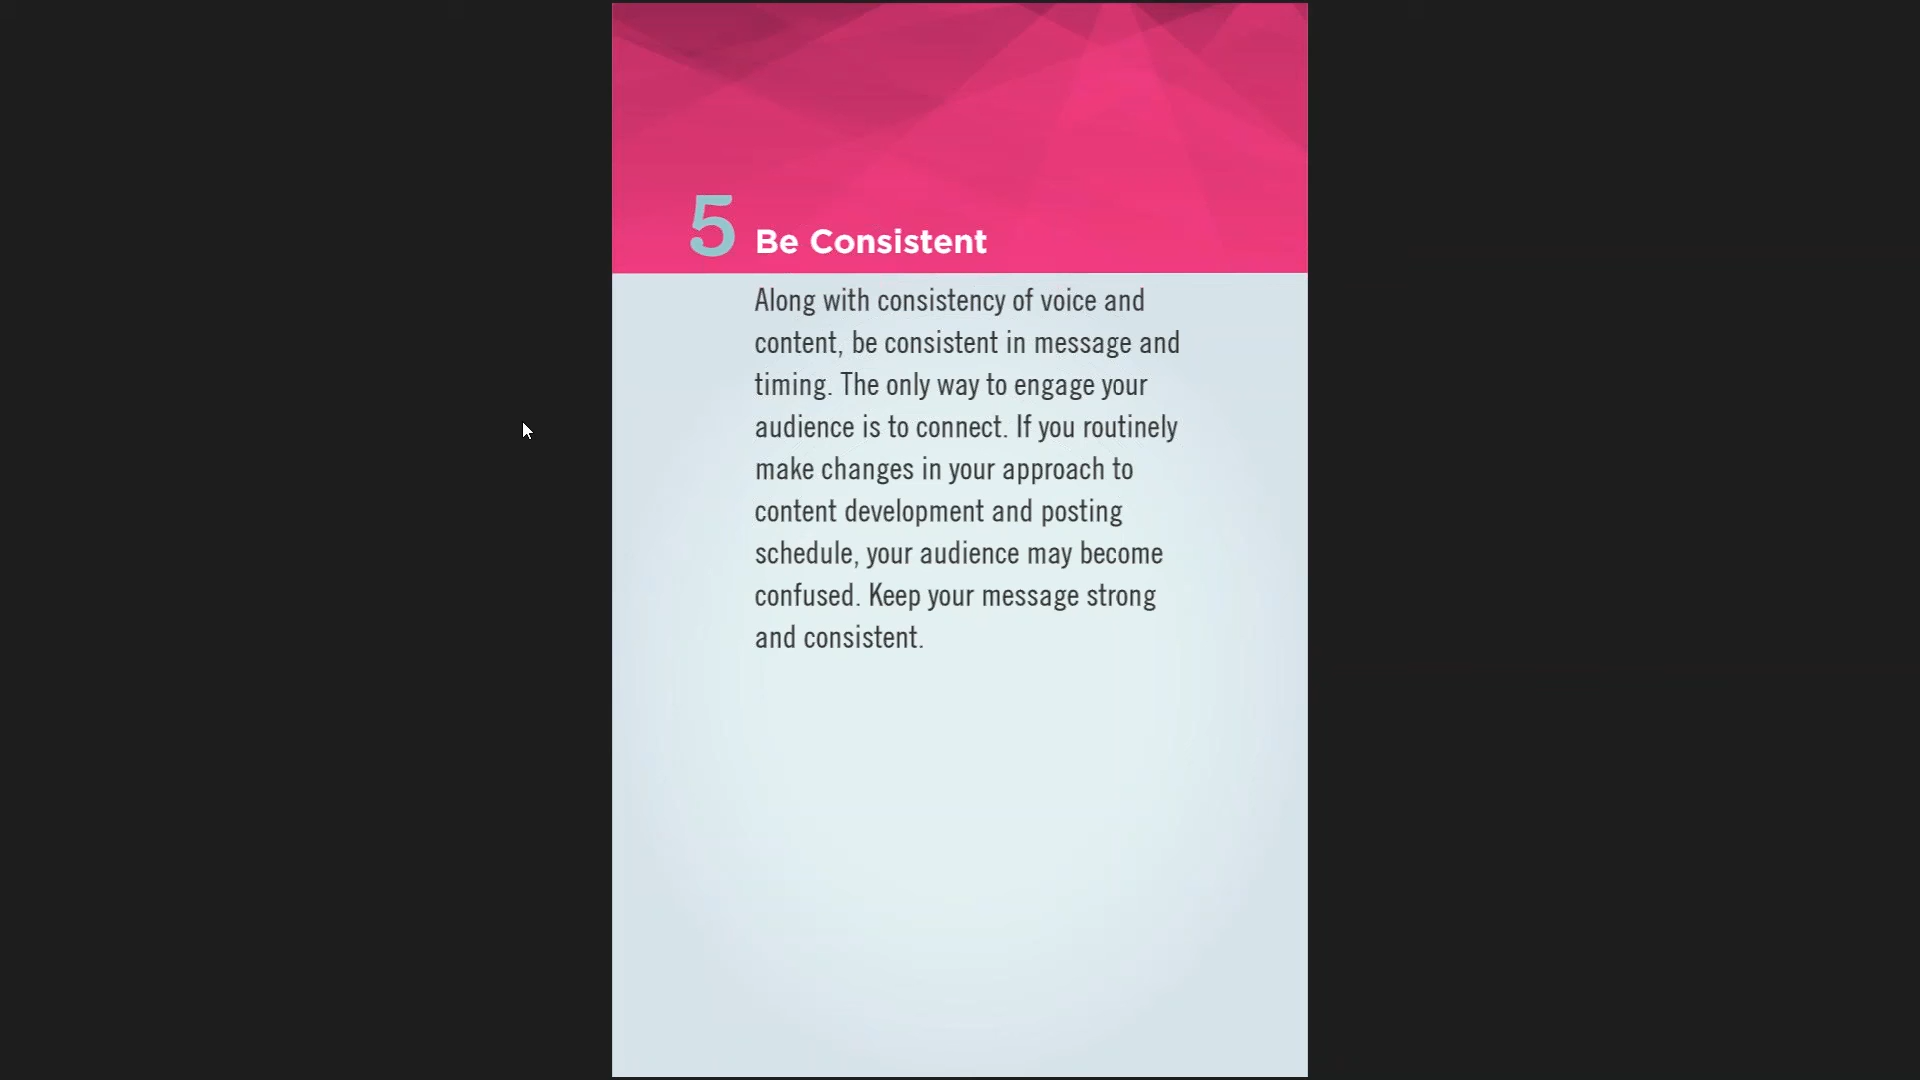 5 Be Consistent
Along with consistency of voice and
content, be consistent in message and
timing. The only way to engage your
audience is to connect. If you routinely
make changes in your approach to
content development and posting
schedule, your audience may become
confused. Keep your message strong
and consistent.